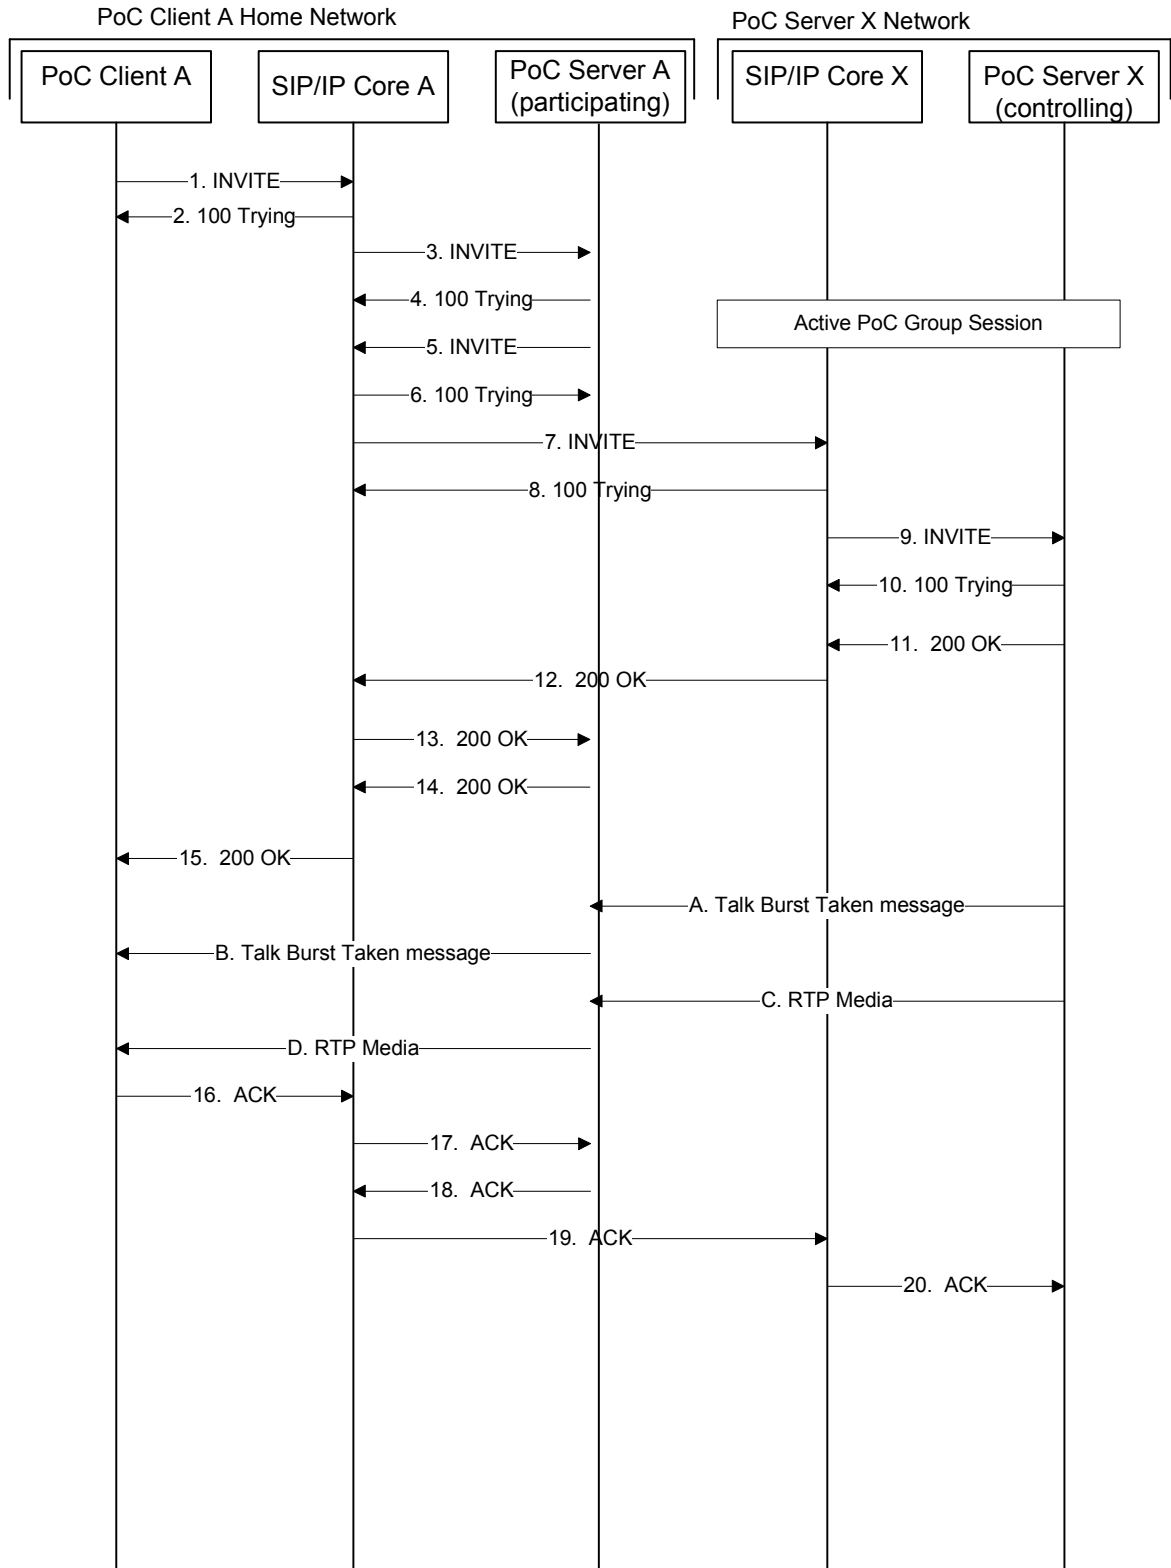 PoC Client A Home Network
PoC Server X Network
PoC Client A
SIP/IP Core A
PoC Server A
(participating)
SIP/IP Core X
PoC Server X
(controlling)
1. INVITE
2. 100 Trying
3. INVITE
4. 100 Trying
Active PoC Group Session
5. INVITE
6. 100 Trying
7. INVITE
8. 100 Trying
9. INVITE
10. 100 Trying
11.  200 OK
12.  200 OK
13.  200 OK
14.  200 OK
15.  200 OK
A. Talk Burst Taken message
B. Talk Burst Taken message
C. RTP Media
D. RTP Media
16.  ACK
17.  ACK
18.  ACK
19.  ACK
20.  ACK